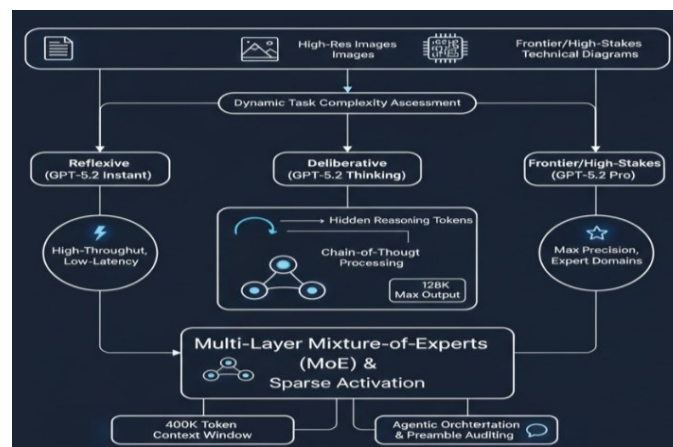 High-Res Images
Images
Frontier/High-Stakes
Technical Diagrams
Dynamic Task Complexity Assessment
Reflexive
(GPT-5.2 Instant)
Deliberative
(GPT-5.2 Thinking)
Frontier/High-Stakes
(GPT-5.2 Pro)
High-Throughut,
Low-Latency
Hidden Reasoning Tokens
Chain-of-Thougt
Processing
128K
Max Output
Max Precision,
Expert Domains
Multi-Layer Mixture-of-Experts
(MoE) &
Sparse Activation
400K Token
Context Window
& Preamble Auditing